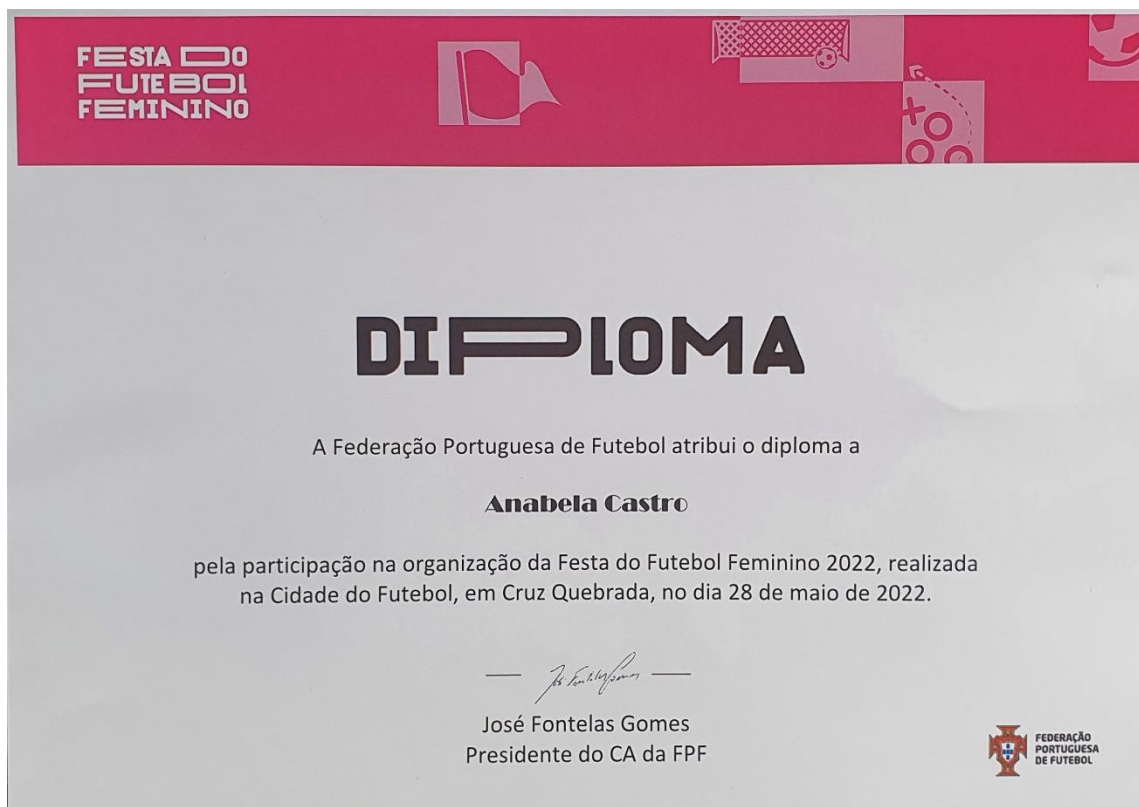 FESTA DO
FUTEBOL
FEMININO
DIPLOMA
A Federação Portuguesa de Futebol atribui o diploma a
Anabela Castro
pela participação na organização da Festa do Futebol Feminino 2022, realizada
na Cidade do Futebol, em Cruz Quebrada, no dia 28 de maio de 2022.
José Fontelas Gomes
Presidente do CA da FPF
FEDERAÇÃO
PORTUGUESA
DE FUTEBOL